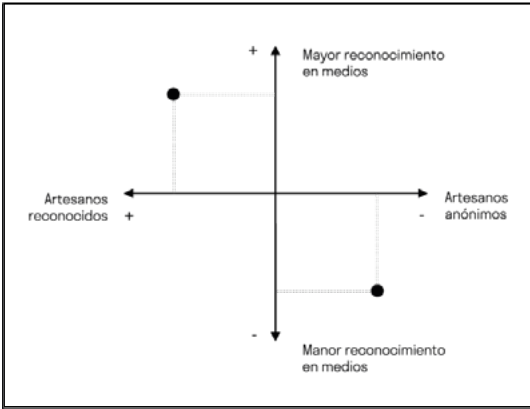 +
Mayor reconocimiento
en medios
Artesanos
reconocidos
+
Artesanos
anónimos
-
-
Manor reconocimiento
en medios